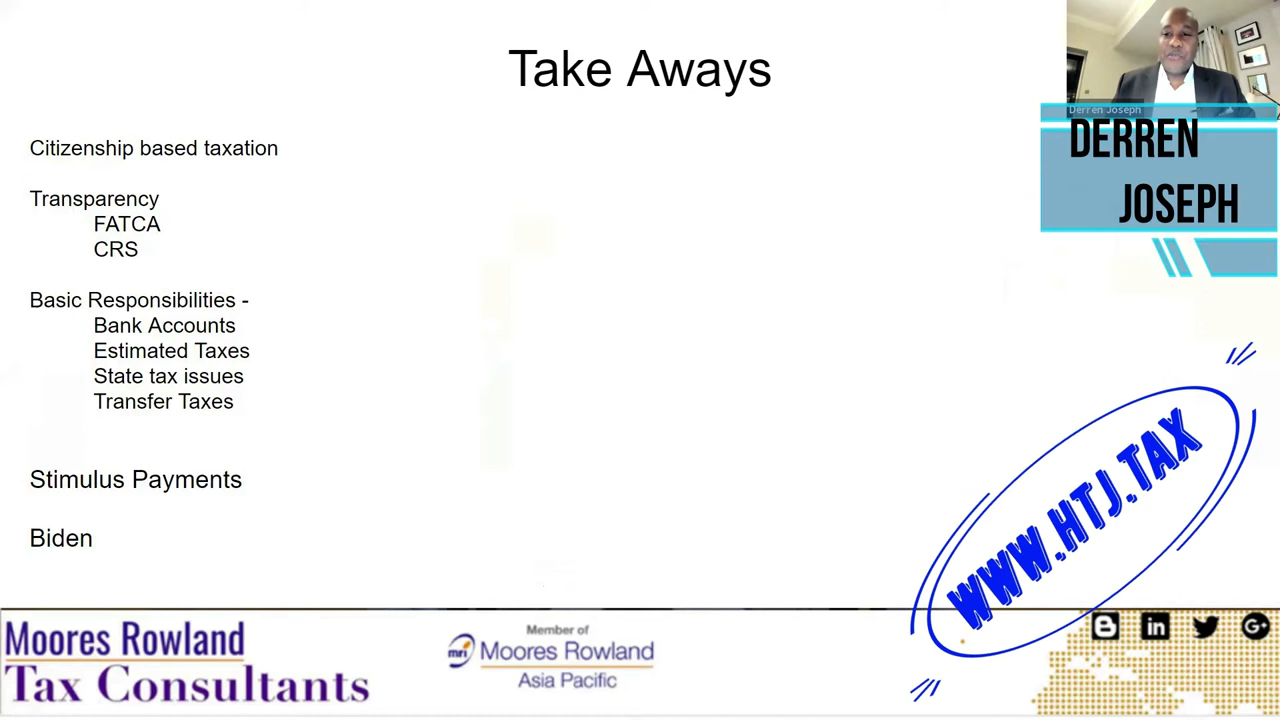 Take Aways
Derren Joseph
DERREN
JOSEPH
Citizenship based taxation
Transparency
FATCA
CRS
Basic Responsibilities -
Bank Accounts
Estimated Taxes
State tax issues
Transfer Taxes
Stimulus Payments
Biden
WWW.HTJ.TAX
Moores Rowland
Tax Consultants
Member of
mri
Moores Rowland
Asia Pacific
in
G+